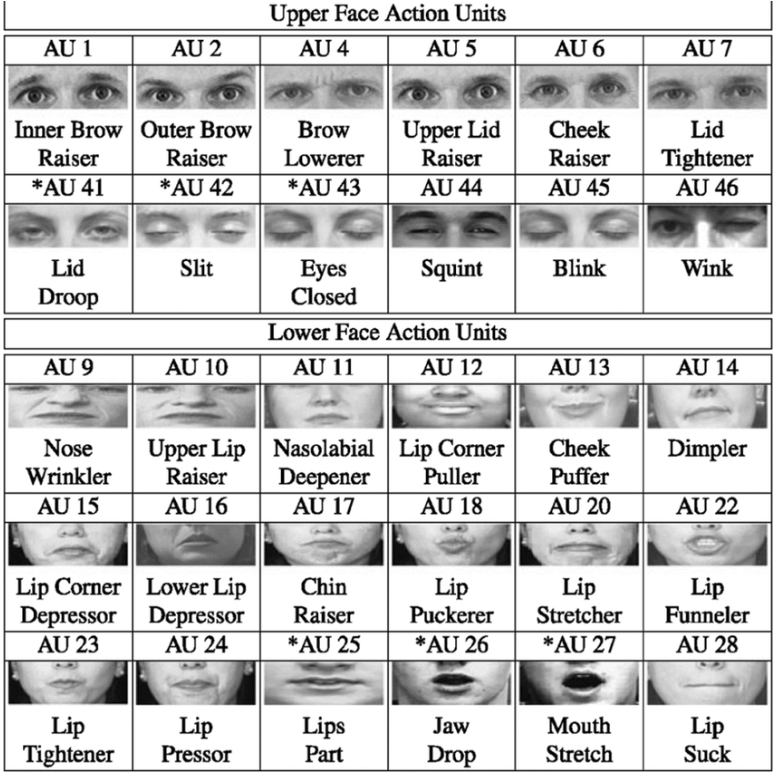 Upper Face Action Units
AU 1 AU 2 AU 4 AU 5 AU 6 AU 7
Inner Brow Outer Brow Brow Upper Lid Cheek Lid
Raiser Raiser Lowerer Raiser Raiser Tightener
*AU 41 *AU 42 *AU 43 AU 44 AU 45 AU 46
Lid Slit Eyes Squint Blink Wink
Droop Closed
Lower Face Action Units
AU 9 AU 10 AU 11 AU 12 AU 13 AU 14
Nose Upper Lip Nasolabial Lip Corner Cheek Dimpler
Wrinkler Raiser Deepener Puller Puffer
AU 15 AU 16 AU 17 AU 18 AU 20 AU 22
Lip Corner Lower Lip Chin Lip Lip Lip
Depressor Depressor Raiser Puckerer Stretcher Funneler
AU 23 AU 24 *AU 25 *AU 26 *AU 27 AU 28
Lip Lip Lips Jaw Mouth Lip
Tightener Pressor Part Drop Stretch Suck